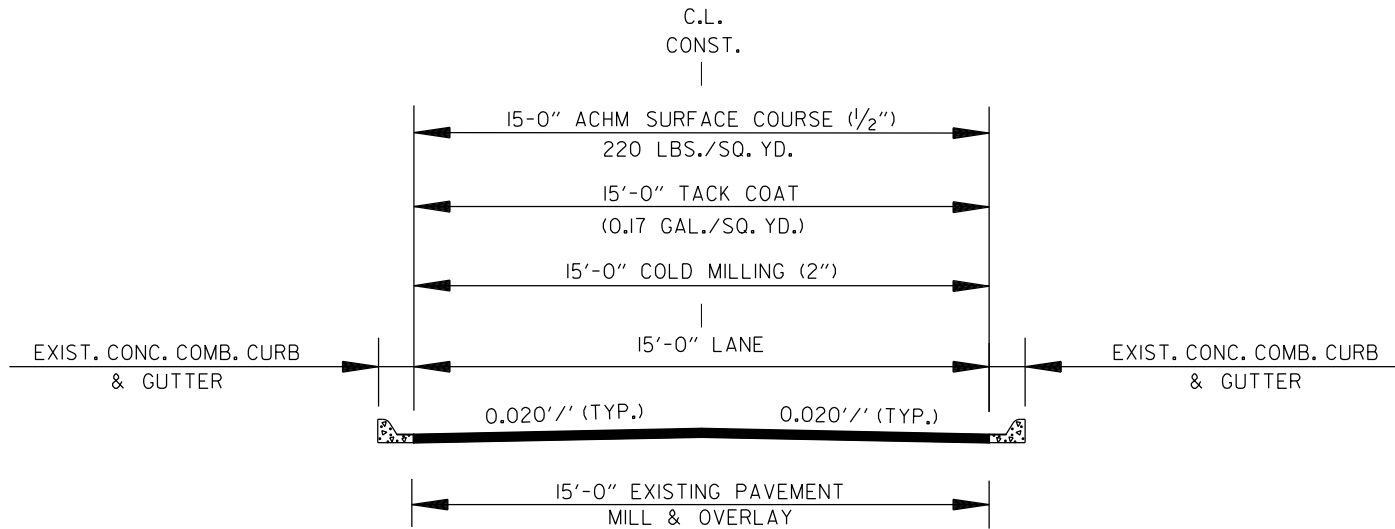 C.L.
CONST.
15-0" ACHM SURFACE COURSE (1/2")
220 LBS./SQ. YD.
15'-0" TACK COAT
(0.17 GAL./SQ. YD.)
15'-0" COLD MILLING (2")
15'-0" LANE
EXIST. CONC. COMB. CURB
& GUTTER
EXIST. CONC. COMB. CURB
& GUTTER
0.020'/' (TYP.)
0.020'/' (TYP.)
15'-0" EXISTING PAVEMENT
MILL & OVERLAY